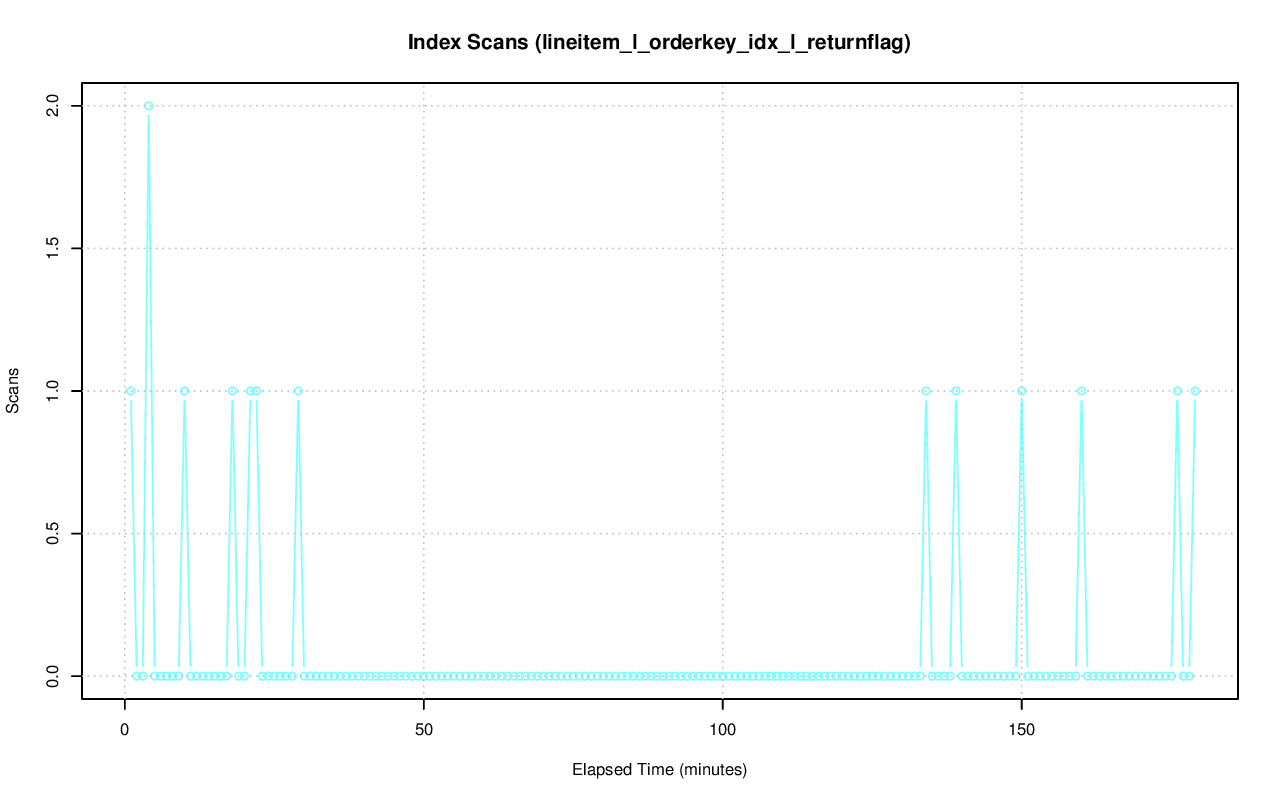 Index Scans (lineitem_l_orderkey_idx_l_returnflag)
2.0
1.5
1.0
0.5
0.0
Scans
0 50 100 150
Elapsed Time (minutes)